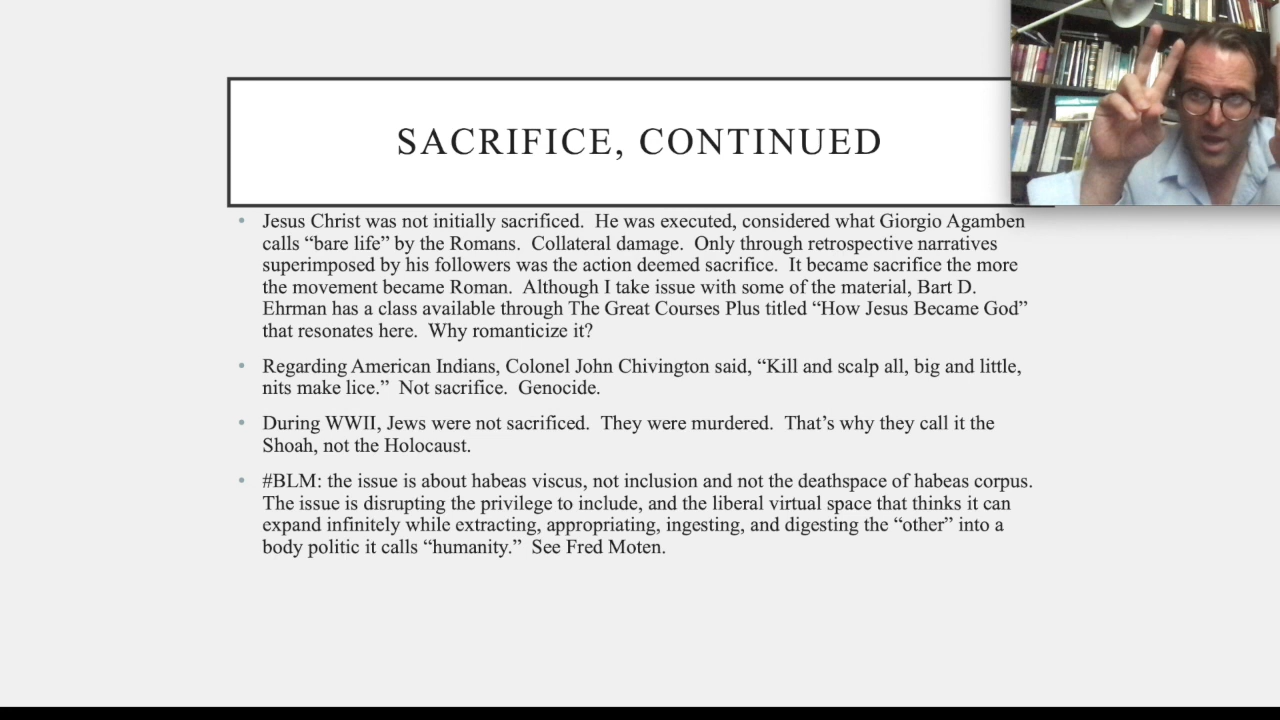 SACRIFICE, CONTINUED
• Jesus Christ was not initially sacrificed.  He was executed, considered what Giorgio Agamben
calls “bare life” by the Romans.  Collateral damage.  Only through retrospective narratives
superimposed by his followers was the action deemed sacrifice.  It became sacrifice the more
the movement became Roman.  Although I take issue with some of the material, Bart D.
Ehrman has a class available through The Great Courses Plus titled “How Jesus Became God”
that resonates here.  Why romanticize it?
• Regarding American Indians, Colonel John Chivington said, “Kill and scalp all, big and little,
nits make lice.”  Not sacrifice.  Genocide.
• During WWII, Jews were not sacrificed.  They were murdered.  That’s why they call it the
Shoah, not the Holocaust.
• #BLM: the issue is about habeas viscus, not inclusion and not the deathspace of habeas corpus.
The issue is disrupting the privilege to include, and the liberal virtual space that thinks it can
expand infinitely while extracting, appropriating, ingesting, and digesting the “other” into a
body politic it calls “humanity.”  See Fred Moten.